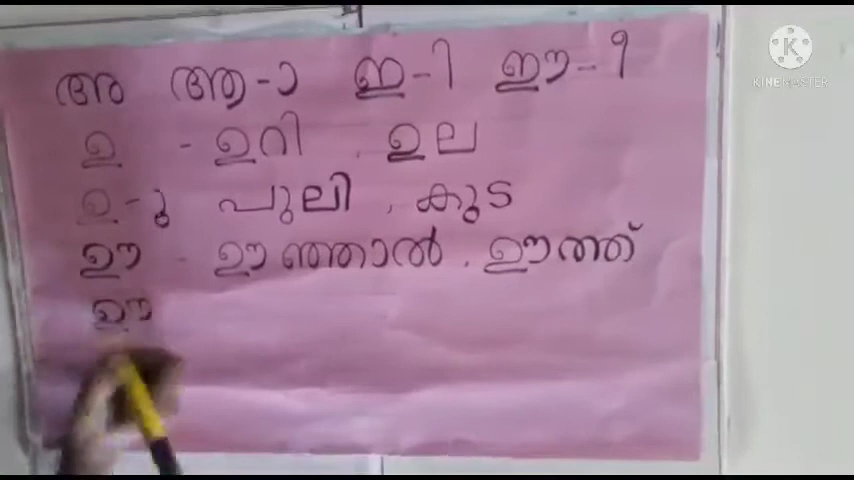 അ ആ-ാ ഇ-ി ഈ-ീ
ഉ - ഉറി . ഉല
ഉ-ു പുലി , കുട
ഊ - ഊഞ്ഞാൽ . ഊത്ത്
ഊ
KINEMASTER